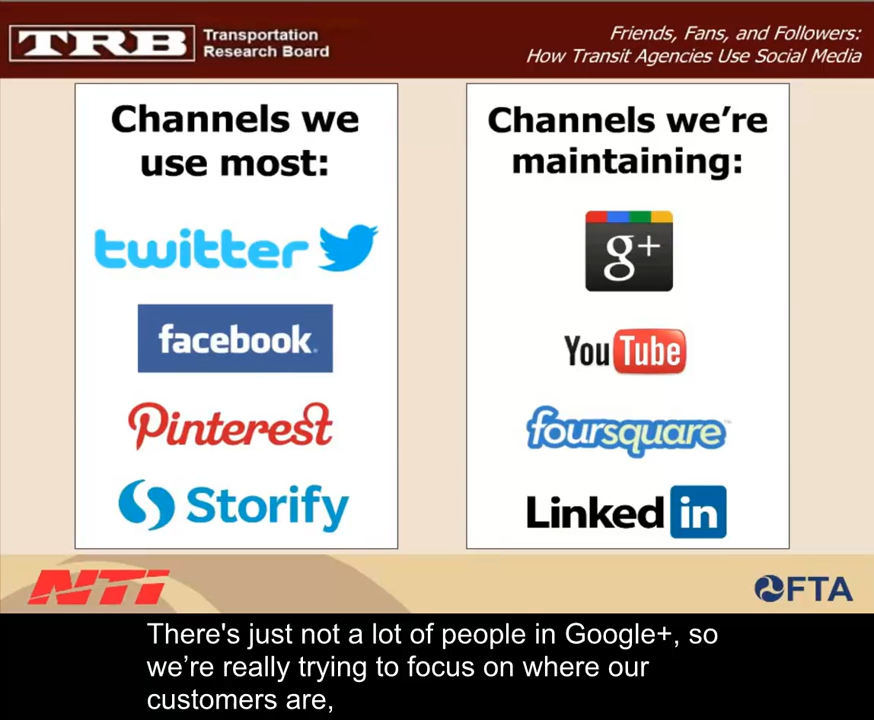 TRB
Transportation
Research Board
Friends, Fans, and Followers:
How Transit Agencies Use Social Media
Channels we
use most:
twitter
facebook.
Pinterest
Storify
Channels we're
maintaining:
g+
YouTube
foursquare
LinkedIn
NTI
FTA
There's just not a lot of people in Google+, so
we’re really trying to focus on where our
customers are,